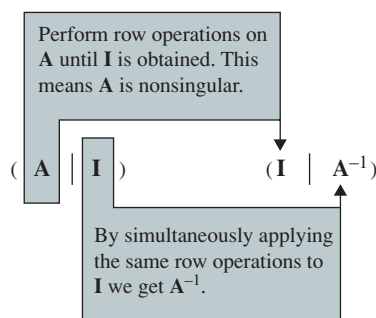 Perform row operations on
A until I is obtained. This
means A is nonsingular.
( A | I ) (I | A⁻¹)
By simultaneously applying
the same row operations to
I we get A⁻¹.